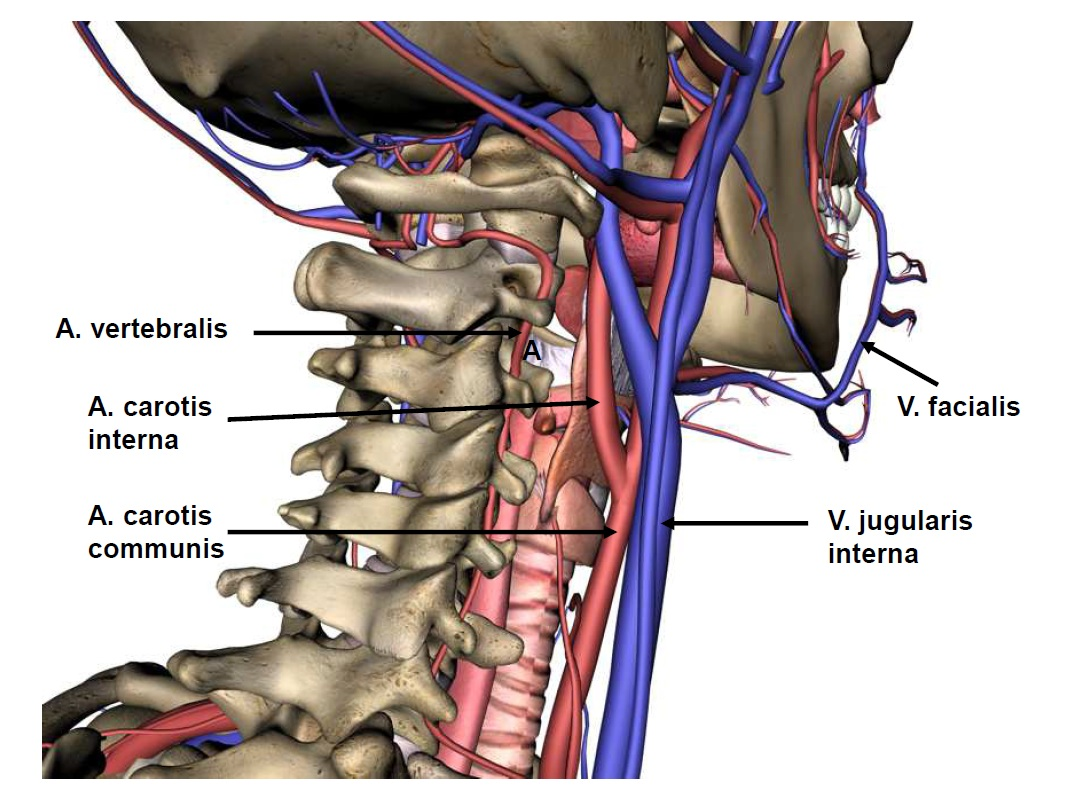 A. vertebralis
A
A. carotis
interna
V. facialis
A. carotis
communis
V. jugularis
interna